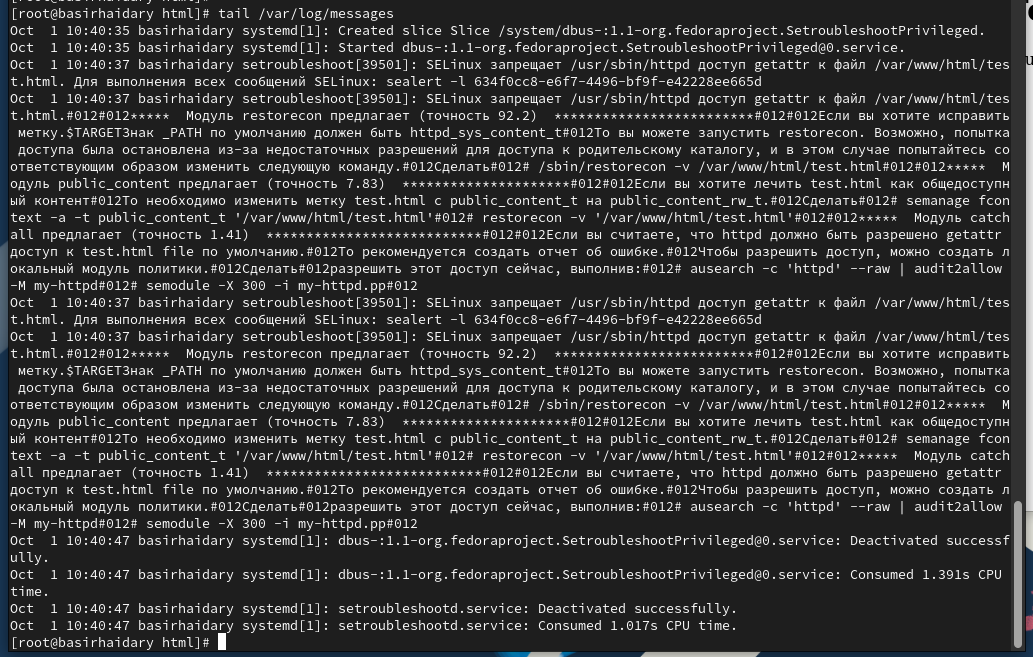 [root@basirhaidary html]# tail /var/log/messages
Oct  1 10:40:35 basirhaidary systemd[1]: Created slice Slice /system/dbus-:1.1-org.fedoraproject.SetroubleshootPrivileged.
Oct  1 10:40:35 basirhaidary systemd[1]: Started dbus-:1.1-org.fedoraproject.SetroubleshootPrivileged@0.service.
Oct  1 10:40:37 basirhaidary setroubleshoot[39501]: SELinux запрещает /usr/sbin/httpd доступ getattr к файл /var/www/html/tes
t.html. Для выполнения всех сообщений SELinux: sealert -l 634f0cc8-e6f7-4496-bf9f-e42228ee665d
Oct  1 10:40:37 basirhaidary setroubleshoot[39501]: SELinux запрещает /usr/sbin/httpd доступ getattr к файл /var/www/html/tes
t.html.#012#012*****  Модуль restorecon предлагает (точность 92.2)  ************************#012#012Если вы хотите исправить
 метку.$TARGETЗнак _PATH по умолчанию должен быть httpd_sys_content_t#012То вы можете запустить restorecon. Возможно, попытка
 доступа была остановлена из-за недостаточных разрешений для доступа к родительскому каталогу, и в этом случае попытайтесь со
ответствующим образом изменить следующую команду.#012Сделать#012# /sbin/restorecon -v /var/www/html/test.html#012#012*****  М
одуль public_content предлагает (точность 7.83)  *********************#012#012Если вы хотите лечить test.html как общедоступн
ый контент#012То необходимо изменить метку test.html с public_content_t на public_content_rw_t.#012Сделать#012# semanage fcon
text -a -t public_content_t '/var/www/html/test.html'#012# restorecon -v '/var/www/html/test.html'#012#012*****  Модуль catch
all предлагает (точность 1.41)  **************************#012#012Если вы считаете, что httpd должно быть разрешено getattr
доступ к test.html file по умолчанию.#012То рекомендуется создать отчет об ошибке.#012Чтобы разрешить доступ, можно создать л
окальный модуль политики.#012Сделать#012разрешить этот доступ сейчас, выполнив:#012# ausearch -c 'httpd' --raw | audit2allow
-M my-httpd#012# semodule -X 300 -i my-httpd.pp#012
Oct  1 10:40:37 basirhaidary setroubleshoot[39501]: SELinux запрещает /usr/sbin/httpd доступ getattr к файл /var/www/html/tes
t.html. Для выполнения всех сообщений SELinux: sealert -l 634f0cc8-e6f7-4496-bf9f-e42228ee665d
Oct  1 10:40:37 basirhaidary setroubleshoot[39501]: SELinux запрещает /usr/sbin/httpd доступ getattr к файл /var/www/html/tes
t.html.#012#012*****  Модуль restorecon предлагает (точность 92.2)  ************************#012#012Если вы хотите исправить
 метку.$TARGETЗнак _PATH по умолчанию должен быть httpd_sys_content_t#012То вы можете запустить restorecon. Возможно, попытка
 доступа была остановлена из-за недостаточных разрешений для доступа к родительскому каталогу, и в этом случае попытайтесь со
ответствующим образом изменить следующую команду.#012Сделать#012# /sbin/restorecon -v /var/www/html/test.html#012#012*****  М
одуль public_content предлагает (точность 7.83)  *********************#012#012Если вы хотите лечить test.html как общедоступн
ый контент#012То необходимо изменить метку test.html с public_content_t на public_content_rw_t.#012Сделать#012# semanage fcon
text -a -t public_content_t '/var/www/html/test.html'#012# restorecon -v '/var/www/html/test.html'#012#012*****  Модуль catch
all предлагает (точность 1.41)  **************************#012#012Если вы считаете, что httpd должно быть разрешено getattr
доступ к test.html file по умолчанию.#012То рекомендуется создать отчет об ошибке.#012Чтобы разрешить доступ, можно создать л
окальный модуль политики.#012Сделать#012разрешить этот доступ сейчас, выполнив:#012# ausearch -c 'httpd' --raw | audit2allow
-M my-httpd#012# semodule -X 300 -i my-httpd.pp#012
Oct  1 10:40:47 basirhaidary systemd[1]: dbus-:1.1-org.fedoraproject.SetroubleshootPrivileged@0.service: Deactivated successf
ully.
Oct  1 10:40:47 basirhaidary systemd[1]: dbus-:1.1-org.fedoraproject.SetroubleshootPrivileged@0.service: Consumed 1.391s CPU
time.
Oct  1 10:40:47 basirhaidary systemd[1]: setroubleshootd.service: Deactivated successfully.
Oct  1 10:40:47 basirhaidary systemd[1]: setroubleshootd.service: Consumed 1.017s CPU time.
[root@basirhaidary html]#